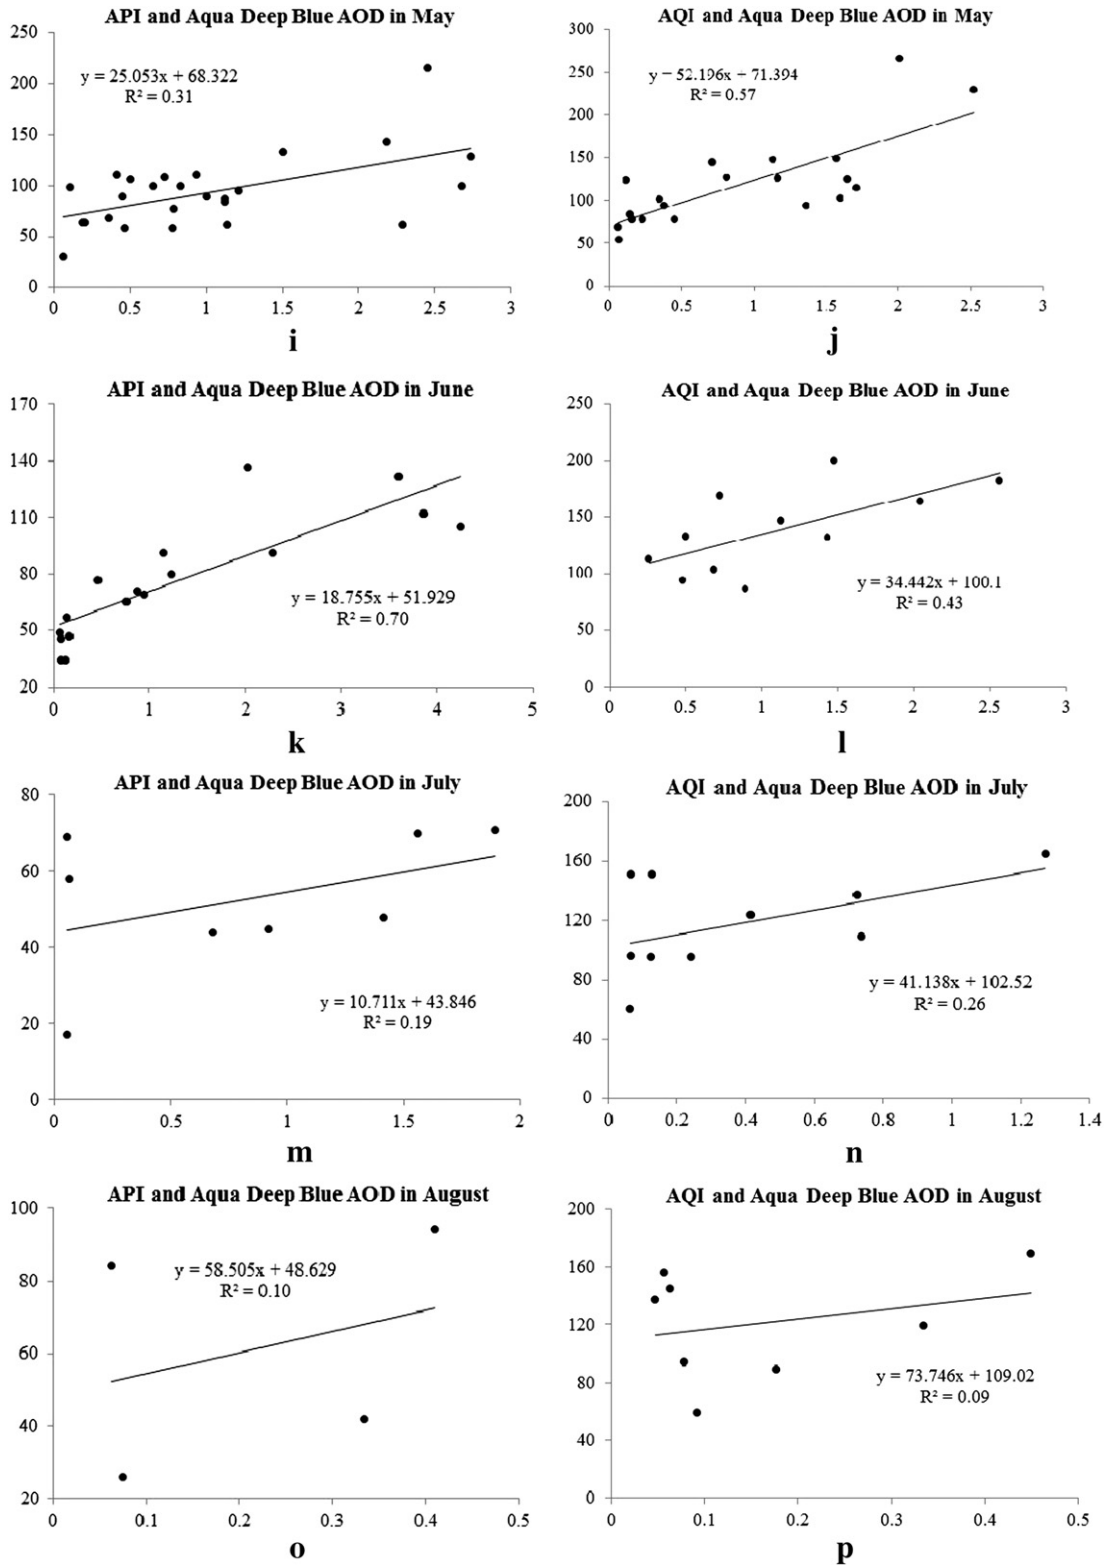 API and Aqua Deep Blue AOD in May
250
200
150
100
50
0
y = 25.053x + 68.322
R² = 0.31
0 0.5 1 1.5 2 2.5 3
i
AQI and Aqua Deep Blue AOD in May
300
250
200
150
100
50
0
y = 52.196x + 71.394
R² = 0.57
0 0.5 1 1.5 2 2.5 3
j
API and Aqua Deep Blue AOD in June
170
140
110
80
50
20
y = 18.755x + 51.929
R² = 0.70
0 1 2 3 4 5
k
AQI and Aqua Deep Blue AOD in June
250
200
150
100
50
0
y = 34.442x + 100.1
R² = 0.43
0 0.5 1 1.5 2 2.5 3
l
API and Aqua Deep Blue AOD in July
80
60
40
20
0
y = 10.711x + 43.846
R² = 0.19
0 0.5 1 1.5 2
m
AQI and Aqua Deep Blue AOD in July
200
160
120
80
40
0
y = 41.138x + 102.52
R² = 0.26
0 0.2 0.4 0.6 0.8 1 1.2 1.4
n
API and Aqua Deep Blue AOD in August
100
80
60
40
20
y = 58.505x + 48.629
R² = 0.10
0 0.1 0.2 0.3 0.4 0.5
o
AQI and Aqua Deep Blue AOD in August
200
160
120
80
40
0
y = 73.746x + 109.02
R² = 0.09
0 0.1 0.2 0.3 0.4 0.5
p